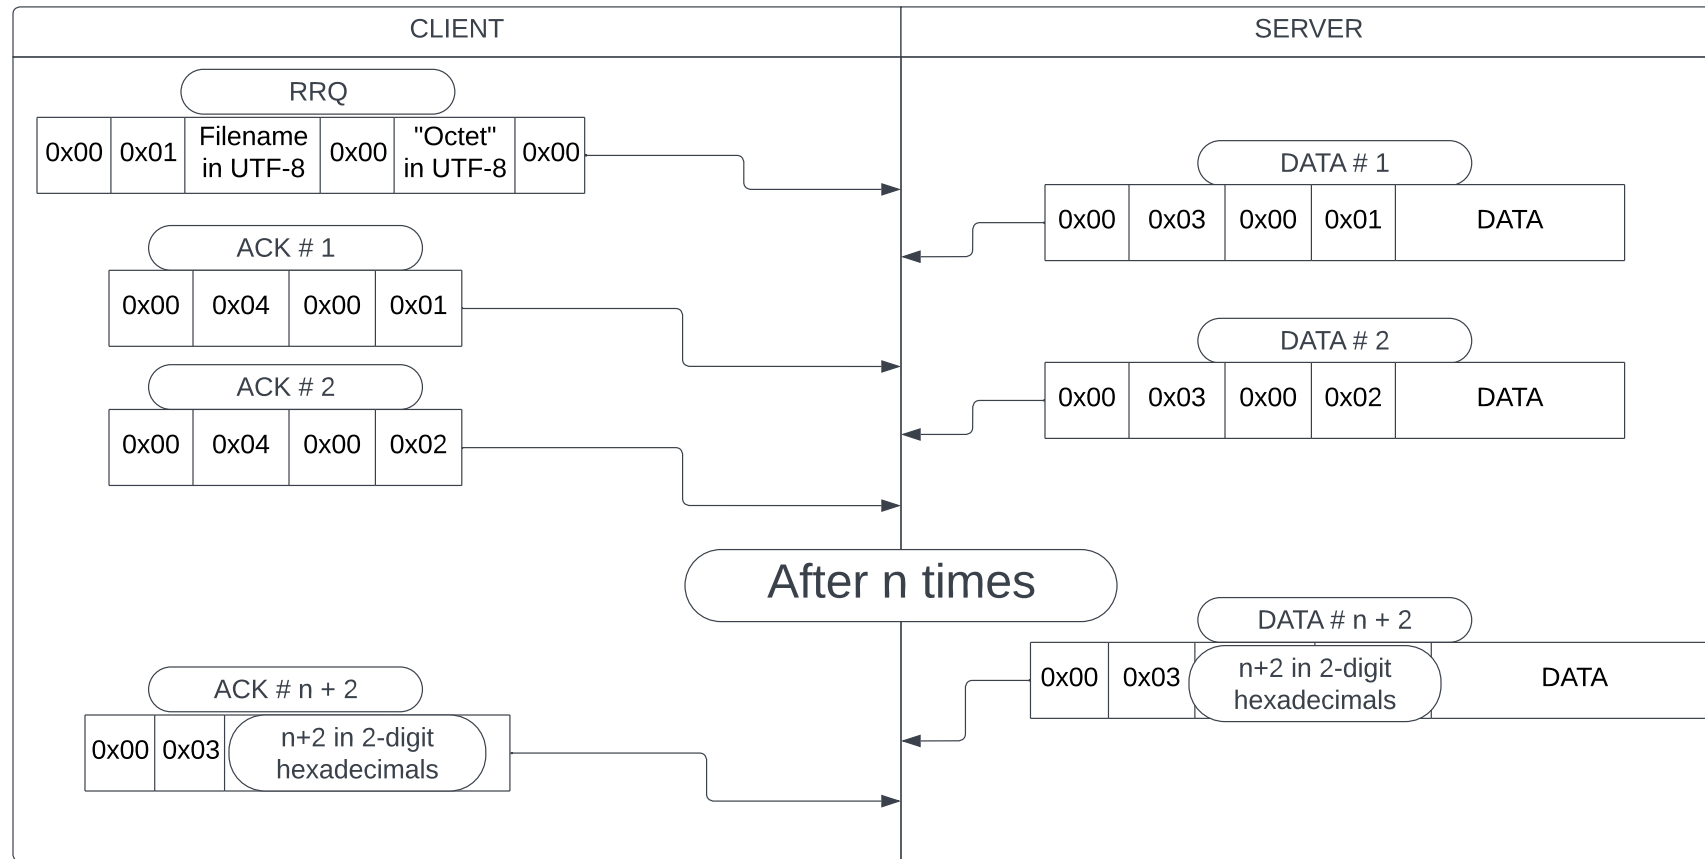 CLIENT
SERVER
RRQ
0x00
0x01
Filename
in UTF-8
0x00
"Octet"
in UTF-8
0x00
DATA # 1
0x00
0x03
0x00
0x01
DATA
ACK # 1
0x00
0x04
0x00
0x01
DATA # 2
0x00
0x03
0x00
0x02
DATA
ACK # 2
0x00
0x04
0x00
0x02
After n times
DATA # n + 2
0x00
0x03
n+2 in 2-digit
hexadecimals
DATA
ACK # n + 2
0x00
0x03
n+2 in 2-digit
hexadecimals